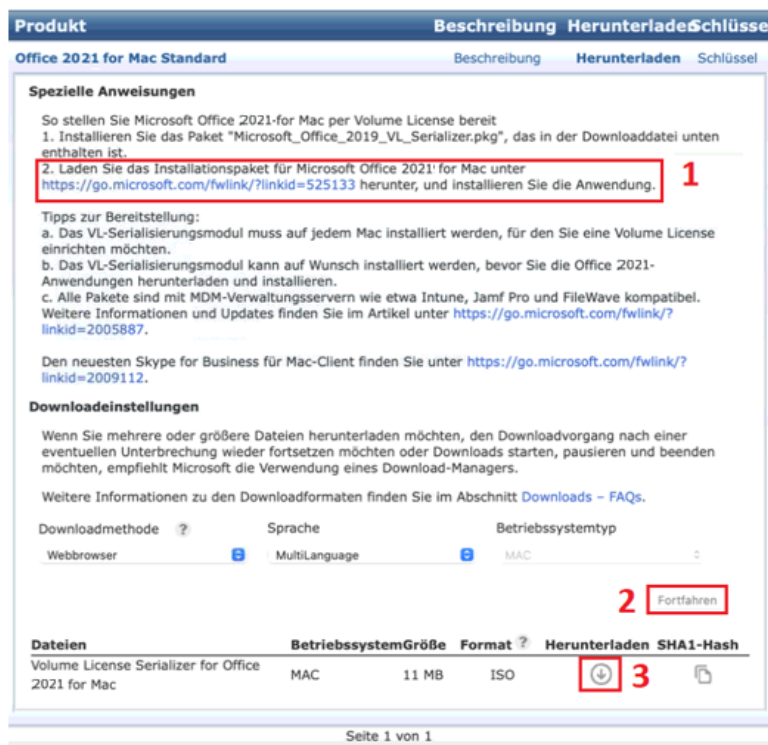 Produkt Beschreibung Herunterladen Schlüsse
Office 2021 for Mac Standard Beschreibung Herunterladen Schlüssel
Spezielle Anweisungen
So stellen Sie Microsoft Office 2021-for Mac per Volume License bereit
1. Installieren Sie das Paket "Microsoft_Office_2019_VL_Serializer.pkg", das in der Downloaddatei unten
enthalten ist.
2. Laden Sie das Installationspaket für Microsoft Office 2021' for Mac unter
https://go.microsoft.com/fwlink/?linkid=525133 herunter, und installieren Sie die Anwendung.
1
Tipps zur Bereitstellung:
a. Das VL-Serialisierungsmodul muss auf jedem Mac installiert werden, für den Sie eine Volume License
einrichten möchten.
b. Das VL-Serialisierungsmodul kann auf Wunsch installiert werden, bevor Sie die Office 2021-
Anwendungen herunterladen und installieren.
c. Alle Pakete sind mit MDM-Verwaltungsservern wie etwa Intune, Jamf Pro und FileWave kompatibel.
Weitere Informationen und Updates finden Sie im Artikel unter https://go.microsoft.com/fwlink/?
linkid=2005887.
Den neuesten Skype for Business für Mac-Client finden Sie unter https://go.microsoft.com/fwlink/?
linkid=2009112.
Downloadeinstellungen
Wenn Sie mehrere oder größere Dateien herunterladen möchten, den Downloadvorgang nach einer
eventuellen Unterbrechung wieder fortsetzen möchten oder Downloads starten, pausieren und beenden
möchten, empfiehlt Microsoft die Verwendung eines Download-Managers.
Weitere Informationen zu den Downloadformaten finden Sie im Abschnitt Downloads – FAQs.
Downloadmethode ? Sprache Betriebssystemtyp
Webbrowser MultiLanguage MAC
2 Fortfahren
Dateien Betriebssystem Größe Format ? Herunterladen SHA1-Hash
Volume License Serializer for Office
2021 for Mac
MAC 11 MB ISO 3
Seite 1 von 1